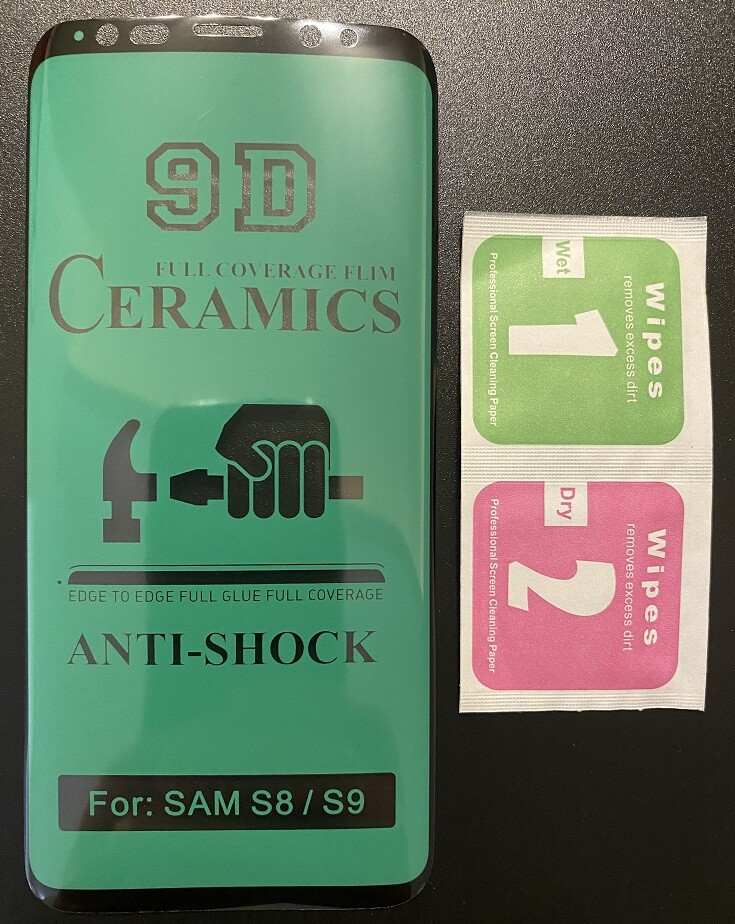 9D
FULL COVERAGE FLIM
CERAMICS
EDGE TO EDGE FULL GLUE FULL COVERAGE
ANTI-SHOCK
For: SAM S8 / S9
Wipes
removes excess dirt
1
Wet
Professional Screen Cleaning Paper
Wipes
removes excess dirt
2
Dry
Professional Screen Cleaning Paper